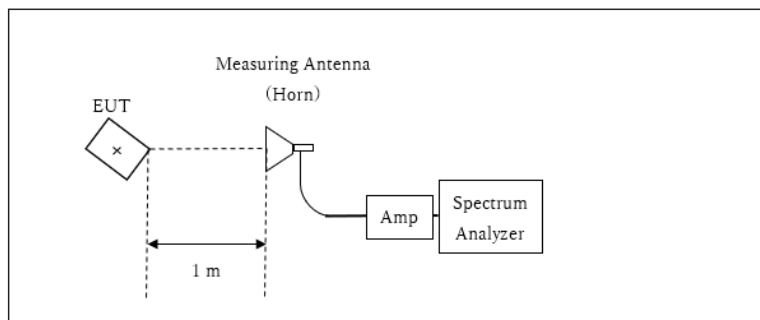 Measuring Antenna
(Horn)
EUT
Amp
Spectrum
Analyzer
1 m